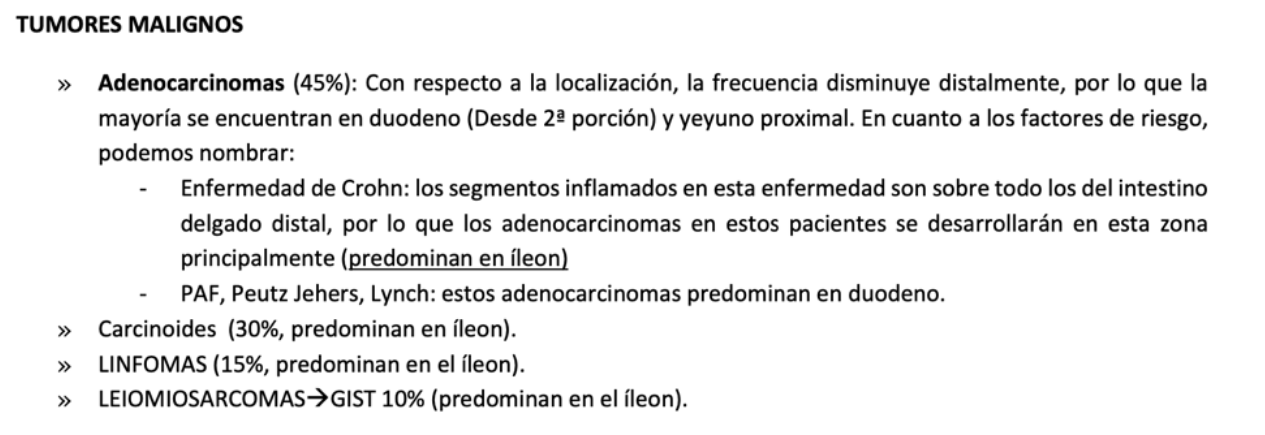 TUMORES MALIGNOS
» Adenocarcinomas (45%): Con respecto a la localización, la frecuencia disminuye distalmente, por lo que la
mayoría se encuentran en duodeno (Desde 2ª porción) y yeyuno proximal. En cuanto a los factores de riesgo,
podemos nombrar:
- Enfermedad de Crohn: los segmentos inflamados en esta enfermedad son sobre todo los del intestino
delgado distal, por lo que los adenocarcinomas en estos pacientes se desarrollarán en esta zona
principalmente (predominan en íleon)
- PAF, Peutz Jehers, Lynch: estos adenocarcinomas predominan en duodeno.
» Carcinoides (30%, predominan en íleon).
» LINFOMAS (15%, predominan en el íleon).
» LEIOMIOSARCOMAS→GIST 10% (predominan en el íleon).